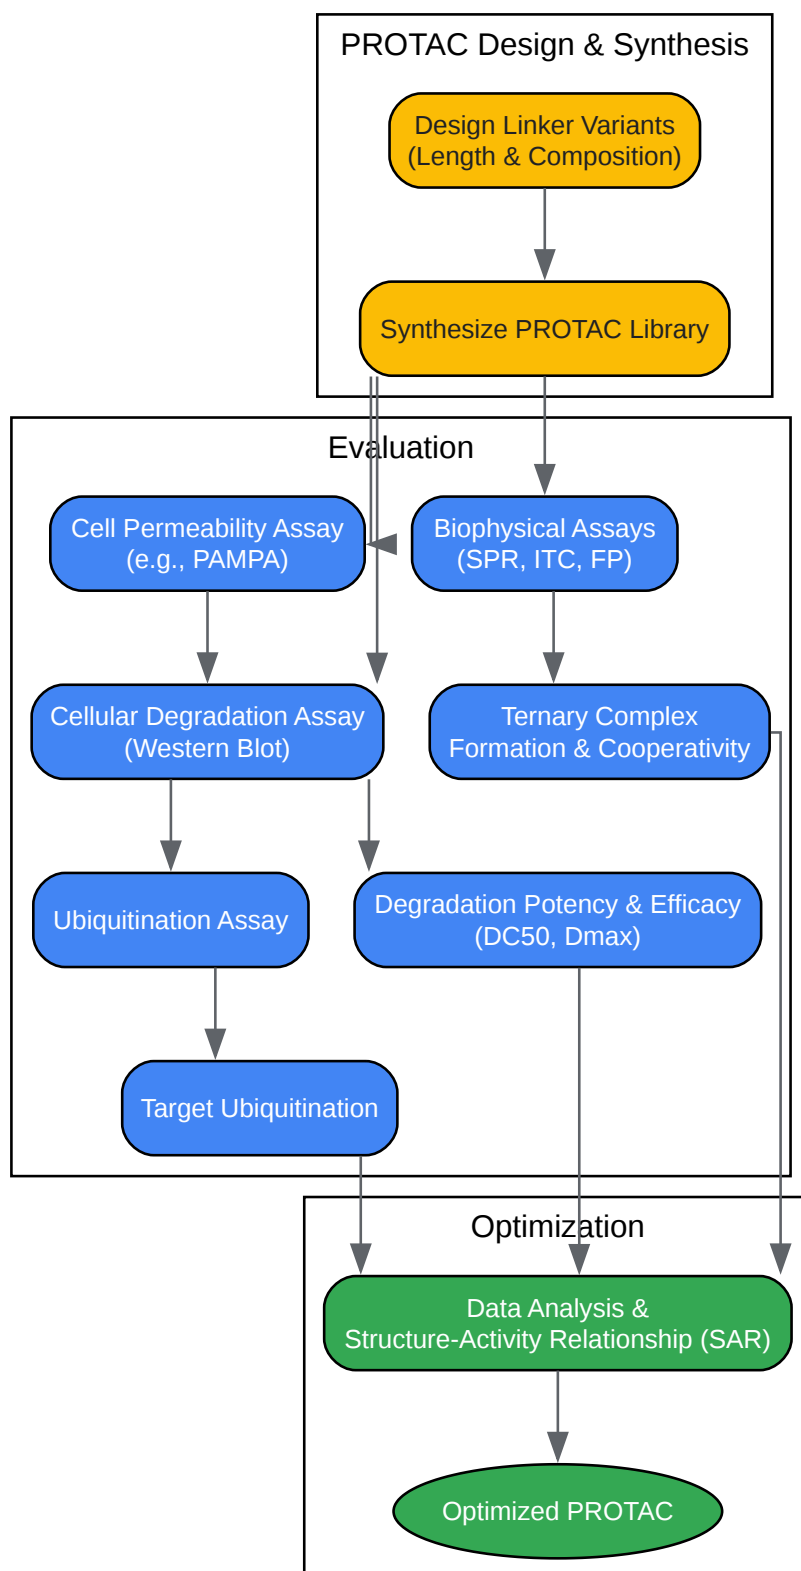 PROTAC Design & Synthesis
Design Linker Variants
(Length & Composition)
Synthesize PROTAC Library
Evaluation
Cell Permeability Assay
(e.g., PAMPA)
Biophysical Assays
(SPR, ITC, FP)
Cellular Degradation Assay
(Western Blot)
Ternary Complex
Formation & Cooperativity
Ubiquitination Assay
Degradation Potency & Efficacy
(DC50, Dmax)
Target Ubiquitination
Optimization
Data Analysis &
Structure-Activity Relationship (SAR)
Optimized PROTAC